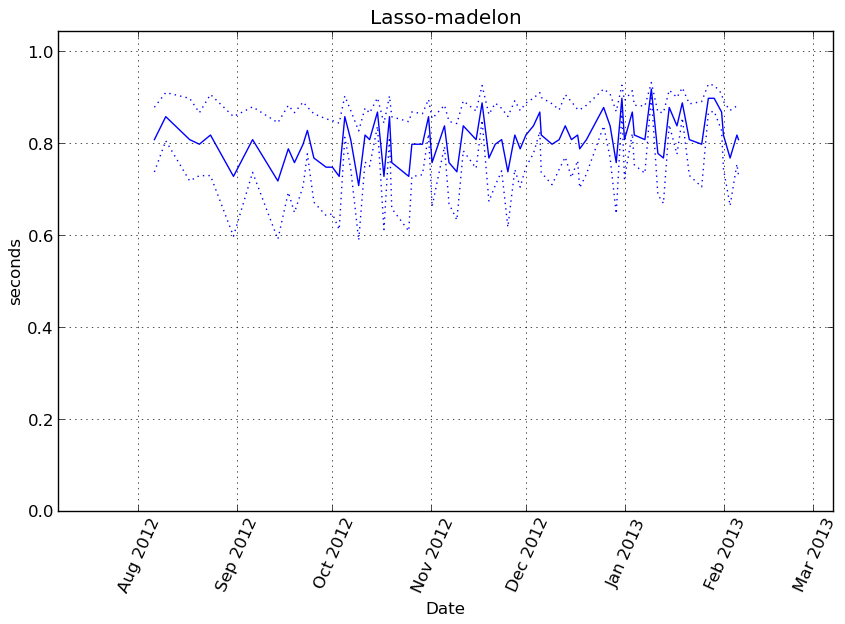 Lasso-madelon
1.0
0.8
0.6
0.4
0.2
0.0
seconds
Aug 2012
Sep 2012
Oct 2012
Nov 2012
Dec 2012
Jan 2013
Feb 2013
Mar 2013
Date